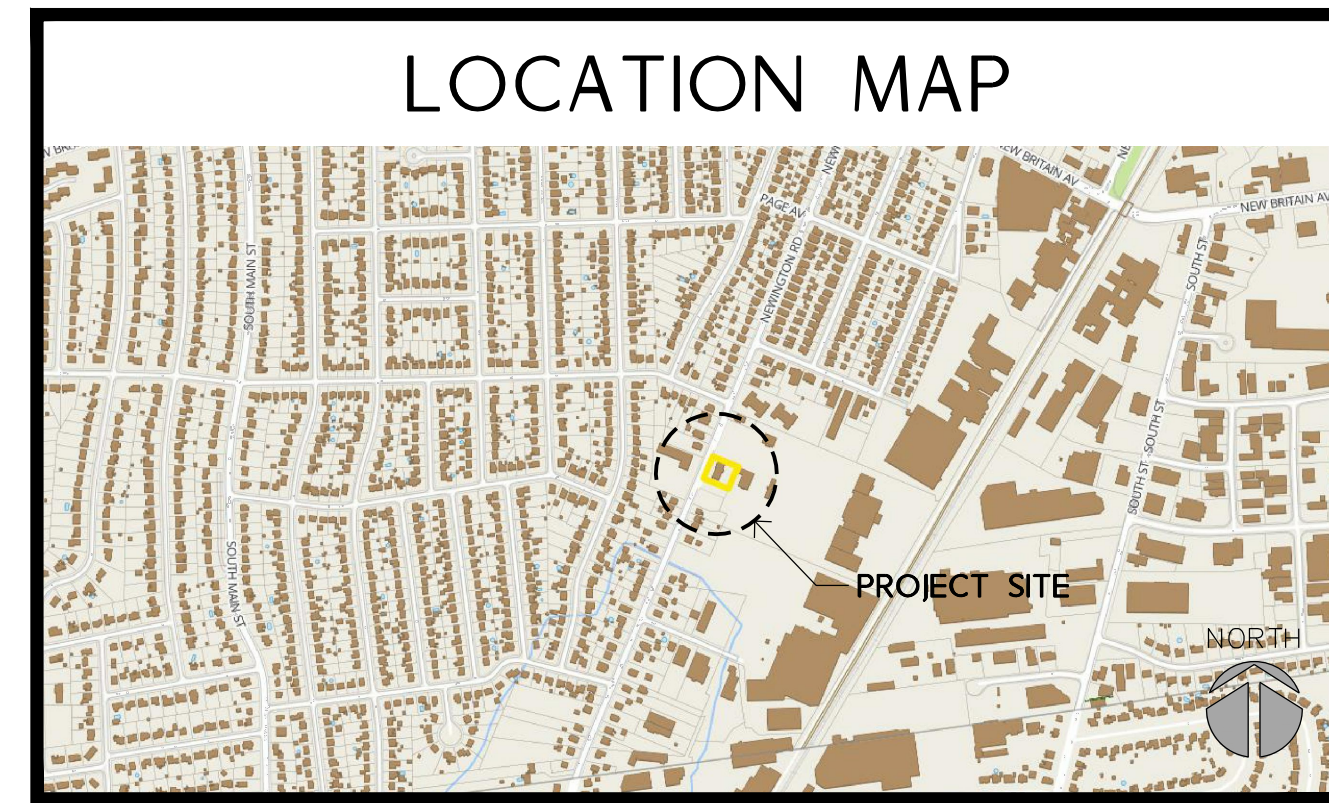 LOCATION MAP
NEW BRITAIN AV
NEW BRITAIN AV
PAGE AV
NEWINGTON RD
SOUTH MAIN ST
SOUTH ST
SOUTH ST
SOUTH ST
SOUTH MAIN ST
PROJECT SITE
NORTH